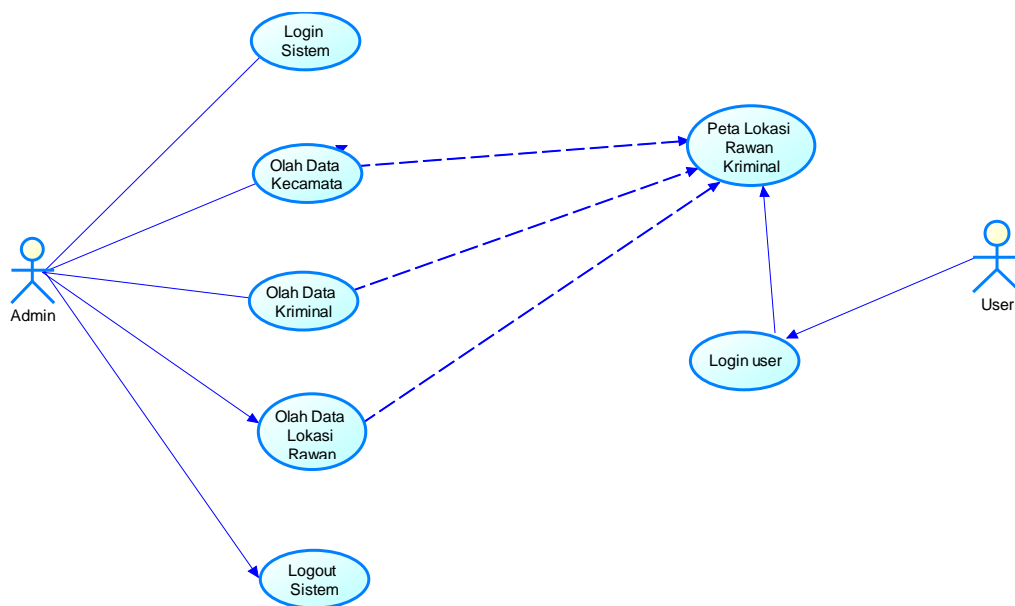 Login
Sistem
Olah Data
Kecamata
Peta Lokasi
Rawan
Kriminal
Admin
Olah Data
Kriminal
User
Login user
Olah Data
Lokasi
Rawan
Logout
Sistem